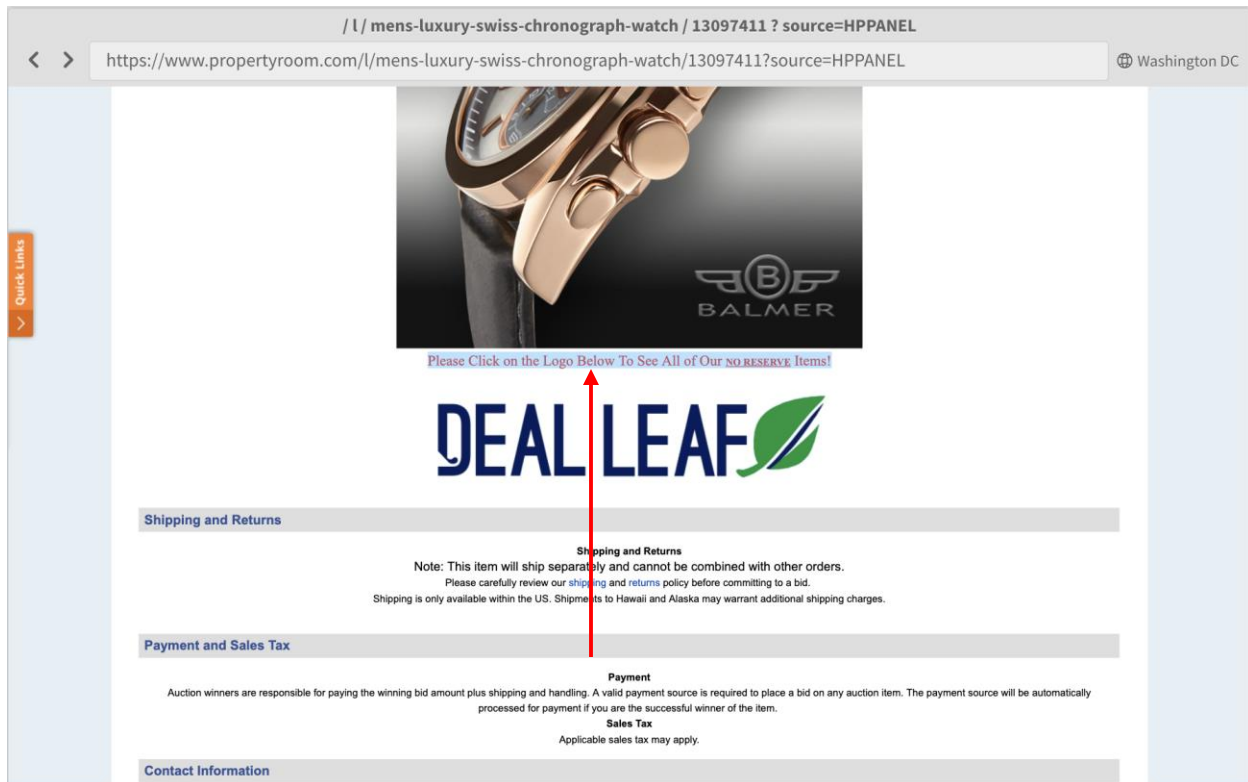 / l / mens-luxury-swiss-chronograph-watch / 13097411 ? source=HPPANEL
https://www.propertyroom.com/l/mens-luxury-swiss-chronograph-watch/13097411?source=HPPANEL
Washington DC
Quick Links
B
BALMER
Please Click on the Logo Below To See All of Our NO RESERVE Items!
DEAL LEAF
Shipping and Returns
Shipping and Returns
Note: This item will ship separately and cannot be combined with other orders.
Please carefully review our shipping and returns policy before committing to a bid.
Shipping is only available within the US. Shipments to Hawaii and Alaska may warrant additional shipping charges.
Payment and Sales Tax
Payment
Auction winners are responsible for paying the winning bid amount plus shipping and handling. A valid payment source is required to place a bid on any auction item. The payment source will be automatically
processed for payment if you are the successful winner of the item.
Sales Tax
Applicable sales tax may apply.
Contact Information